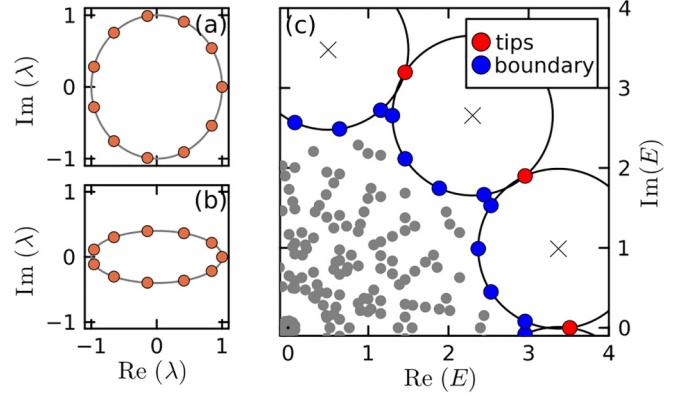 (a)
Im (λ)
1
0
−1
(b)
Im (λ)
1
0
−1
−1 0 1
Re (λ)
(c)
tips
boundary
4
3
2
1
0
Im(E)
0 1 2 3 4
Re (E)